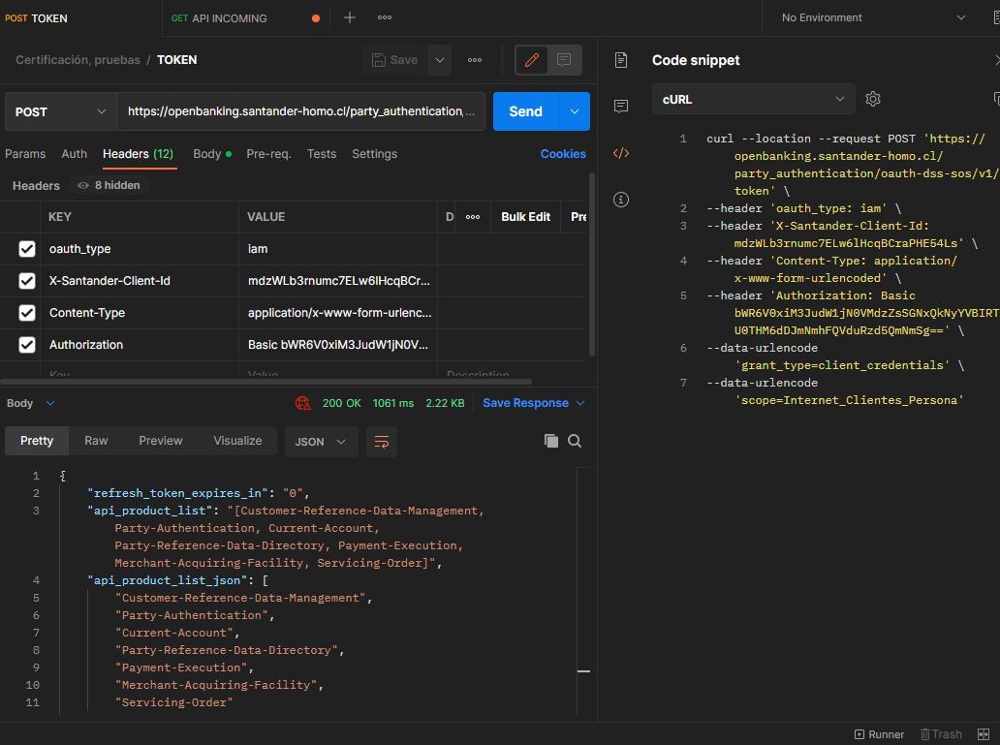 POST TOKEN
GET API INCOMING
No Environment
Certificación, pruebas / TOKEN
Save
Code snippet
POST
https://openbanking.santander-homo.cl/party_authentication,...
Send
cURL
Params Auth Headers (12) Body Pre-req. Tests Settings Cookies
Headers 8 hidden
KEY VALUE D Bulk Edit Pre
oauth_type iam
X-Santander-Client-Id mdzWLb3rnumc7ELw6lHcqBCr...
Content-Type application/x-www-form-urlenc...
Authorization Basic bWR6V0xiM3JudW1jN0V...
Key Value Description
Body 200 OK 1061 ms 2.22 KB Save Response
Pretty Raw Preview Visualize JSON
1 {
2 "refresh_token_expires_in": "0",
3 "api_product_list": "[Customer-Reference-Data-Management,
Party-Authentication, Current-Account,
Party-Reference-Data-Directory, Payment-Execution,
Merchant-Acquiring-Facility, Servicing-Order]",
4 "api_product_list_json": [
5 "Customer-Reference-Data-Management",
6 "Party-Authentication",
7 "Current-Account",
8 "Party-Reference-Data-Directory",
9 "Payment-Execution",
10 "Merchant-Acquiring-Facility",
11 "Servicing-Order"
1 curl --location --request POST 'https://
openbanking.santander-homo.cl/
party_authentication/oauth-dss-sos/v1/
token' \
2 --header 'oauth_type: iam' \
3 --header 'X-Santander-Client-Id:
mdzWLb3rnumc7ELw6lHcqBCraPHE54Ls' \
4 --header 'Content-Type: application/
x-www-form-urlencoded' \
5 --header 'Authorization: Basic
bWR6V0xiM3JudW1jN0VMdzZsSGNxQkNyYVBIRT
U0THM6dDJmNmhFQVduRzd5QmNmSg==' \
6 --data-urlencode
'grant_type=client_credentials' \
7 --data-urlencode
'scope=Internet_Clientes_Persona'
Runner Trash